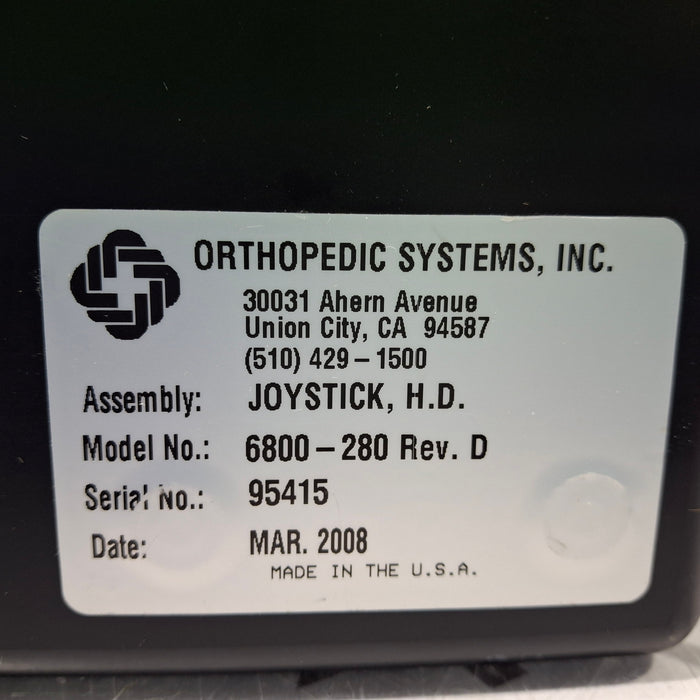 ORTHOPEDIC SYSTEMS, INC.
30031 Ahern Avenue
Union City, CA 94587
(510) 429-1500
Assembly: JOYSTICK, H.D.
Model No.: 6800-280 Rev. D
Serial No.: 95415
Date: MAR. 2008
MADE IN THE U.S.A.